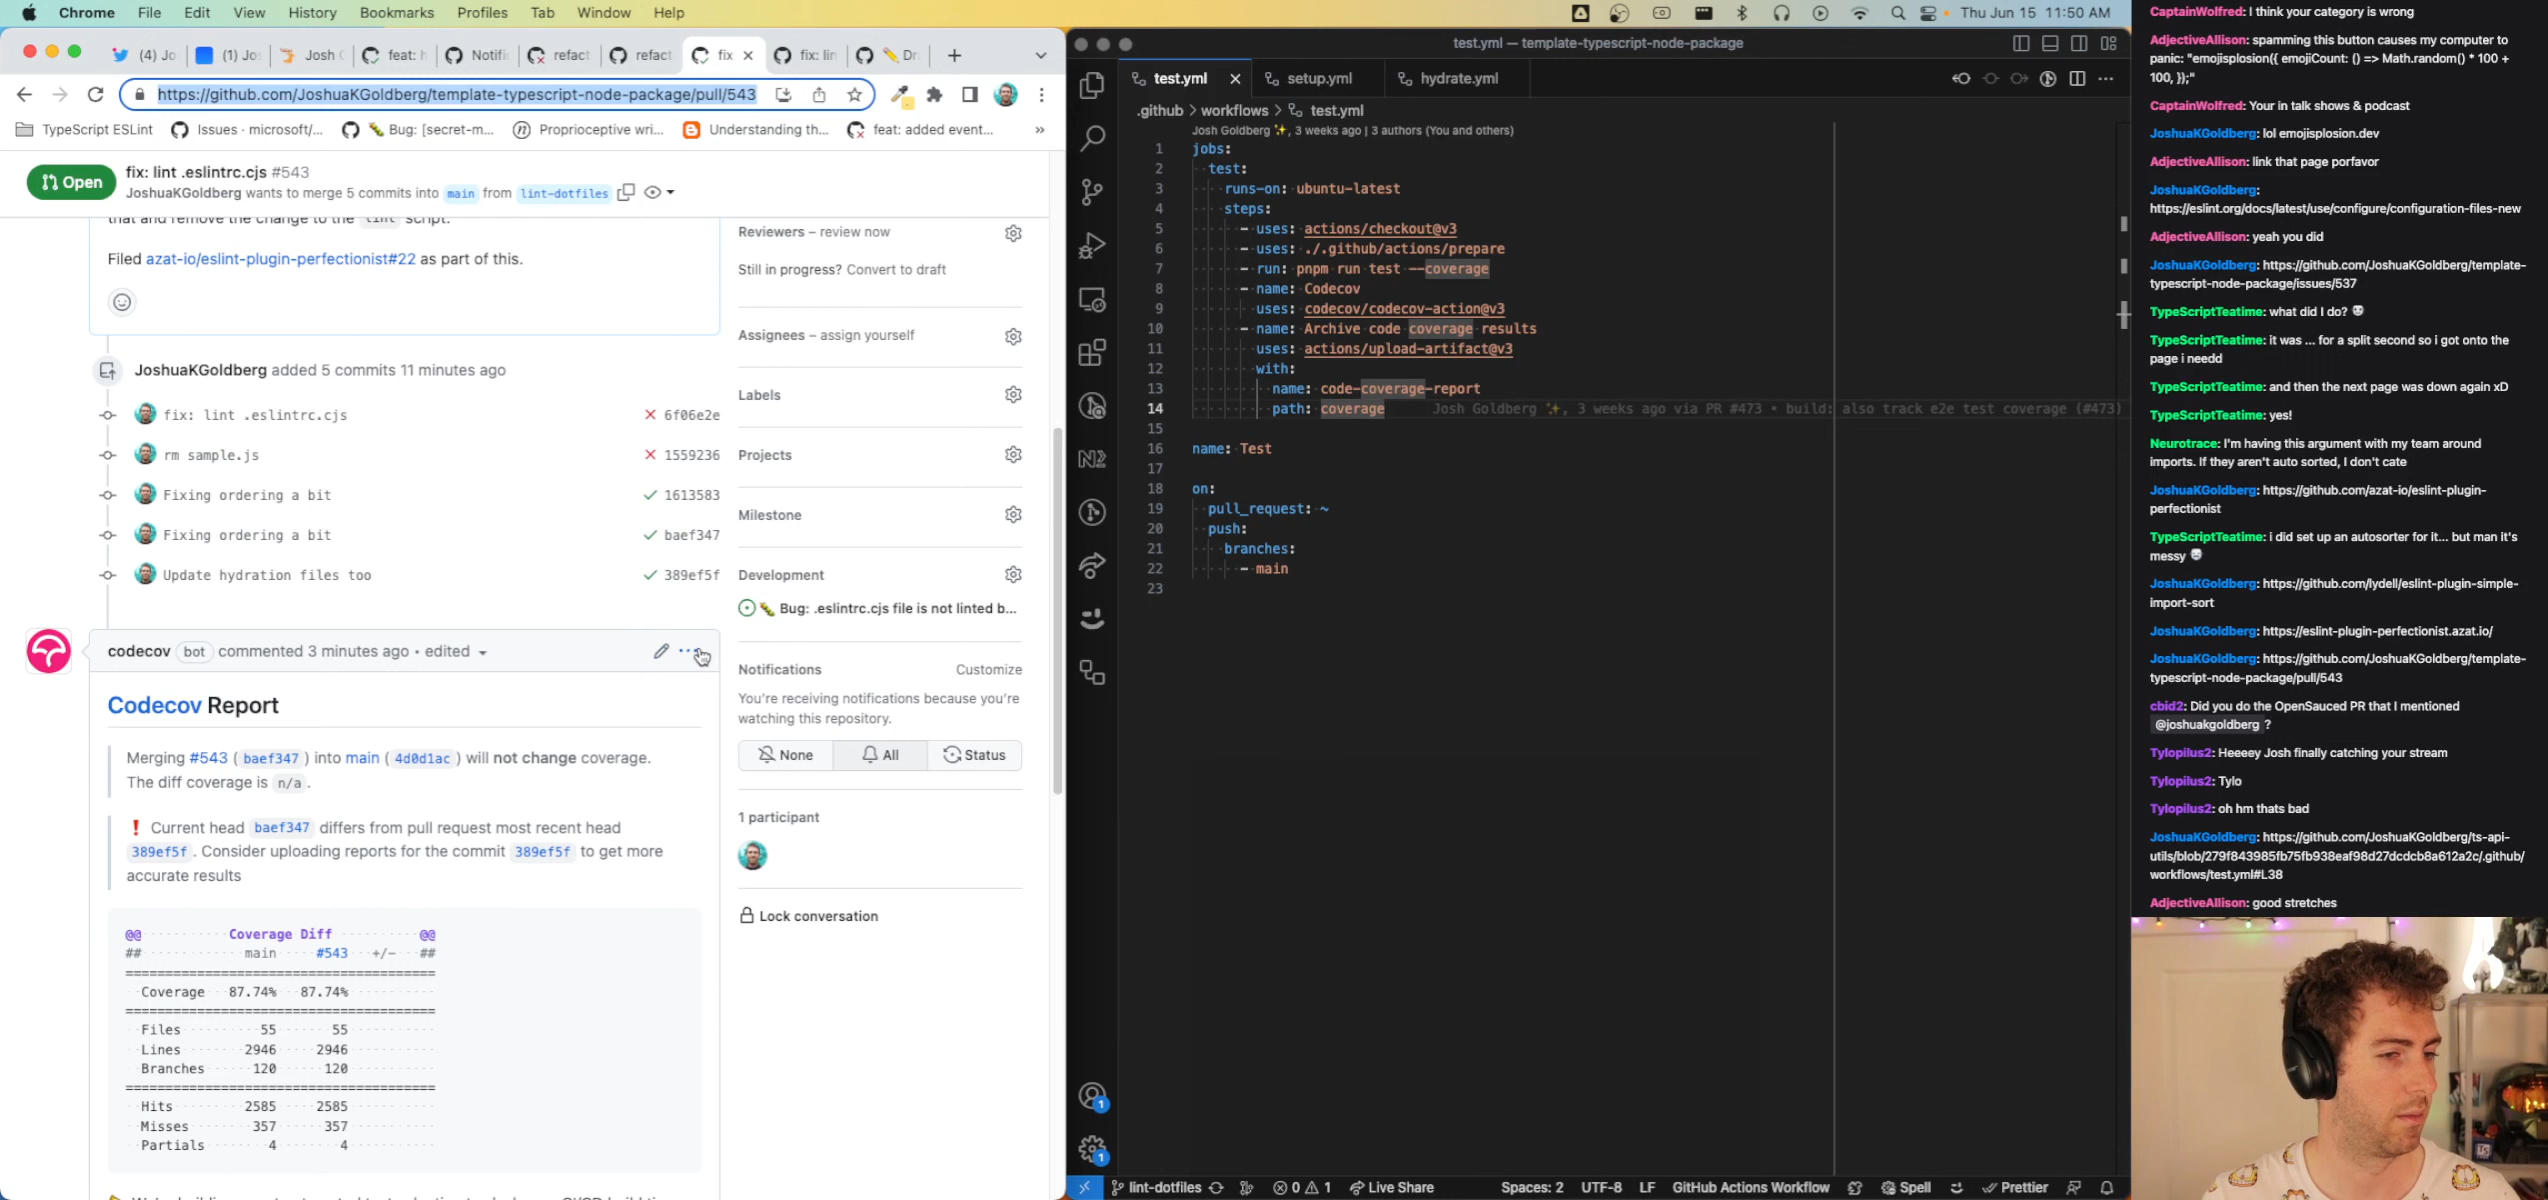 Chrome File Edit View History Bookmarks Profiles Tab Window Help
Thu Jun 15 11:50 AM
(4) Jo
(1) Jo
Josh
feat: h
Notifi
refact
refact
fix
fix: lin
Dr
https://github.com/JoshuaKGoldberg/template-typescript-node-package/pull/543
TypeScript ESLint
Issues · microsoft/...
Bug: [secret-m...
Proprioceptive wri...
Understanding th...
feat: added event...
»
Open
fix: lint .eslintrc.cjs #543
JoshuaKGoldberg wants to merge 5 commits into main from lint-dotfiles
that and remove the change to the lint script.
Filed azat-io/eslint-plugin-perfectionist#22 as part of this.
JoshuaKGoldberg added 5 commits 11 minutes ago
fix: lint .eslintrc.cjs 6f06e2e
rm sample.js 1559236
Fixing ordering a bit 1613583
Fixing ordering a bit baef347
Update hydration files too 389ef5f
codecov bot commented 3 minutes ago • edited
Codecov Report
Merging #543 (baef347) into main (4d0d1ac) will not change coverage.
The diff coverage is n/a.
❗ Current head baef347 differs from pull request most recent head
389ef5f. Consider uploading reports for the commit 389ef5f to get more
accurate results
@@ Coverage Diff @@
## main #543 +/- ##
=======================================
Coverage 87.74% 87.74%
=======================================
Files 55 55
Lines 2946 2946
Branches 120 120
=======================================
Hits 2585 2585
Misses 357 357
Partials 4 4
Reviewers – review now
Still in progress? Convert to draft
Assignees – assign yourself
Labels
Projects
Milestone
Development
Bug: .eslintrc.cjs file is not linted b...
Notifications Customize
You're receiving notifications because you're
watching this repository.
None All Status
1 participant
Lock conversation
test.yml — template-typescript-node-package
test.yml
setup.yml
hydrate.yml
.github > workflows > test.yml
Josh Goldberg ✨, 3 weeks ago | 3 authors (You and others)
1 jobs:
2 test:
3 runs-on: ubuntu-latest
4 steps:
5 - uses: actions/checkout@v3
6 - uses: ./.github/actions/prepare
7 - run: pnpm run test --coverage
8 - name: Codecov
9 uses: codecov/codecov-action@v3
10 - name: Archive code coverage results
11 uses: actions/upload-artifact@v3
12 with:
13 name: code-coverage-report
14 path: coverage Josh Goldberg ✨, 3 weeks ago via PR #473 • build: also track e2e test coverage (#473)
15
16 name: Test
17
18 on:
19 pull_request: ~
20 push:
21 branches:
22 - main
23
1
1
lint-dotfiles
0 1
Live Share
Spaces: 2 UTF-8 LF GitHub Actions Workflow
Spell
Prettier
CaptainWolfred: I think your category is wrong
AdjectiveAllison: spamming this button causes my computer to
panic: "emojisplosion({ emojiCount: () => Math.random() * 100 +
100, });"
CaptainWolfred: Your in talk shows & podcast
JoshuaKGoldberg: lol emojisplosion.dev
AdjectiveAllison: link that page porfavor
JoshuaKGoldberg:
https://eslint.org/docs/latest/use/configure/configuration-files-new
AdjectiveAllison: yeah you did
JoshuaKGoldberg: https://github.com/JoshuaKGoldberg/template-
typescript-node-package/issues/537
TypeScriptTeatime: what did I do?
TypeScriptTeatime: it was ... for a split second so i got onto the
page i needd
TypeScriptTeatime: and then the next page was down again xD
TypeScriptTeatime: yes!
Neurotrace: I'm having this argument with my team around
imports. If they aren't auto sorted, I don't cate
JoshuaKGoldberg: https://github.com/azat-io/eslint-plugin-
perfectionist
TypeScriptTeatime: i did set up an autosorter for it... but man it's
messy
JoshuaKGoldberg: https://github.com/lydell/eslint-plugin-simple-
import-sort
JoshuaKGoldberg: https://eslint-plugin-perfectionist.azat.io/
JoshuaKGoldberg: https://github.com/JoshuaKGoldberg/template-
typescript-node-package/pull/543
cbid2: Did you do the OpenSauced PR that I mentioned
@joshuakgoldberg ?
Tylopilus2: Heeeey Josh finally catching your stream
Tylopilus2: Tylo
Tylopilus2: oh hm thats bad
JoshuaKGoldberg: https://github.com/JoshuaKGoldberg/ts-api-
utils/blob/279f843985fb75fb938eaf98d27dcdcb8a612a2c/.github/
workflows/test.yml#L38
AdjectiveAllison: good stretches